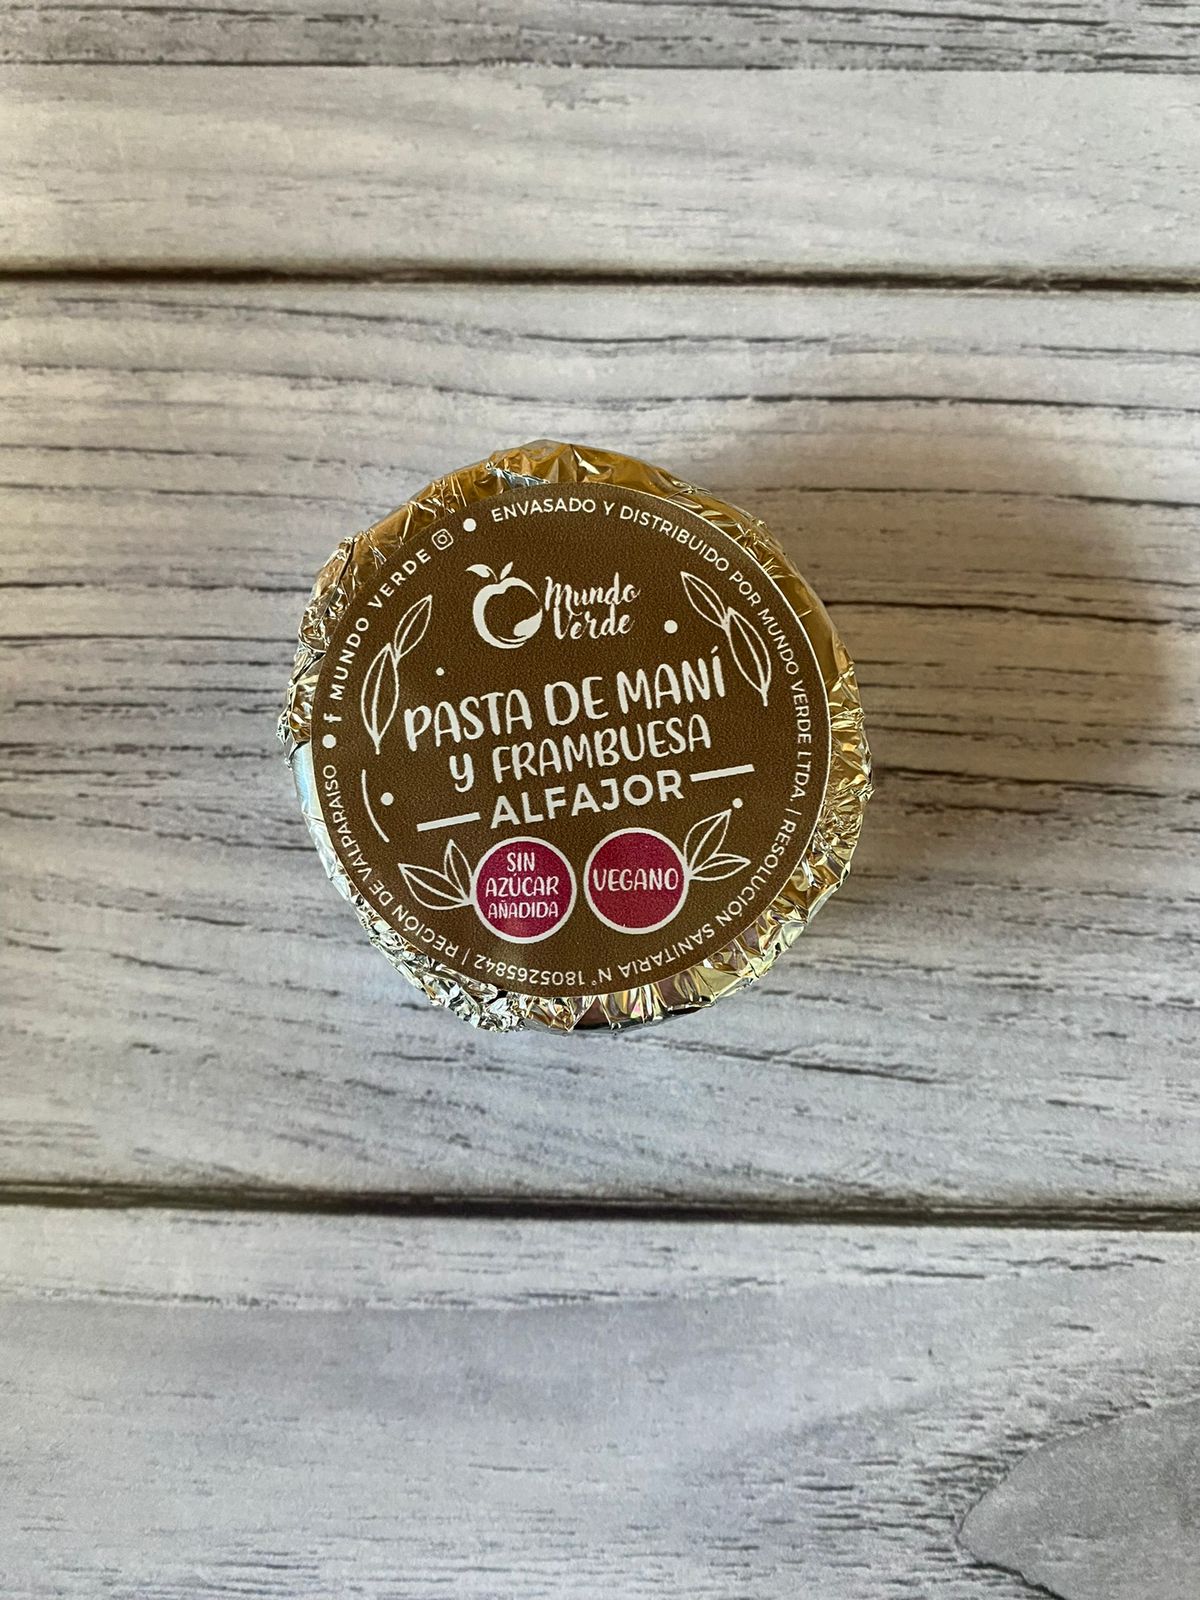 Mundo
Verde
PASTA DE MANÍ
y FRAMBUESA
ALFAJOR
SIN
AZÚCAR
AÑADIDA
VEGANO
f MUNDO VERDE
ENVASADO Y DISTRIBUIDO POR MUNDO VERDE LTDA. | RESOLUCIÓN SANITARIA N°1805265842 | RECIÓN DE VALPARAISO